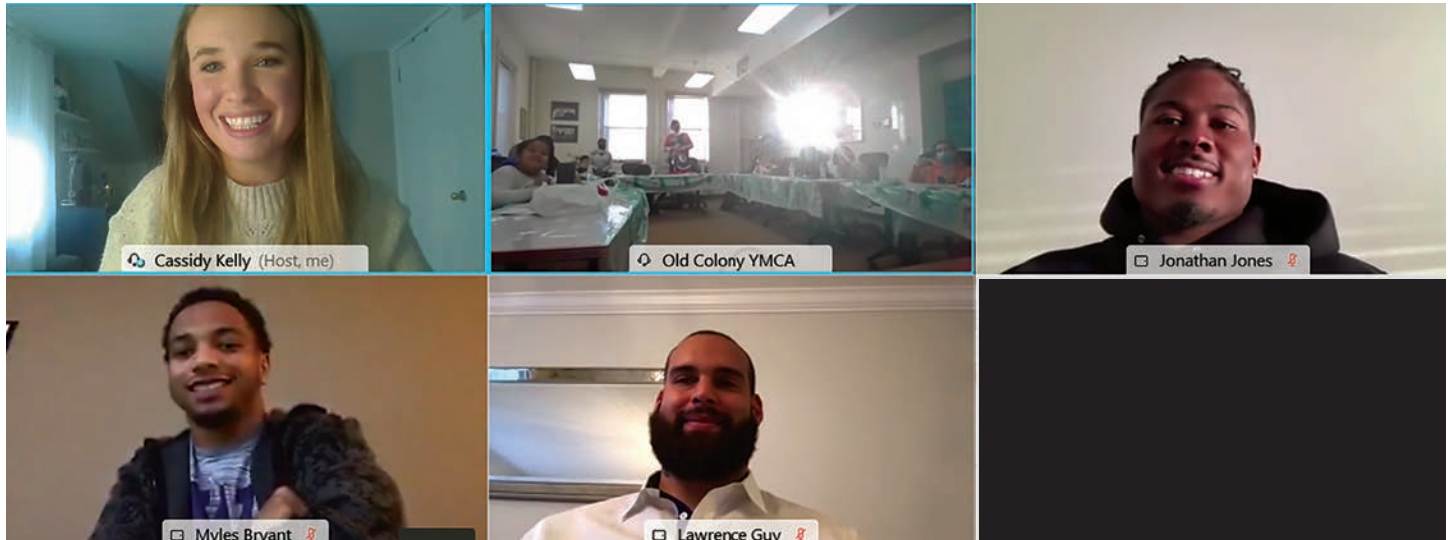 Cassidy Kelly (Host, me)
Old Colony YMCA
Jonathan Jones
Myles Bryant
Lawrence Guy